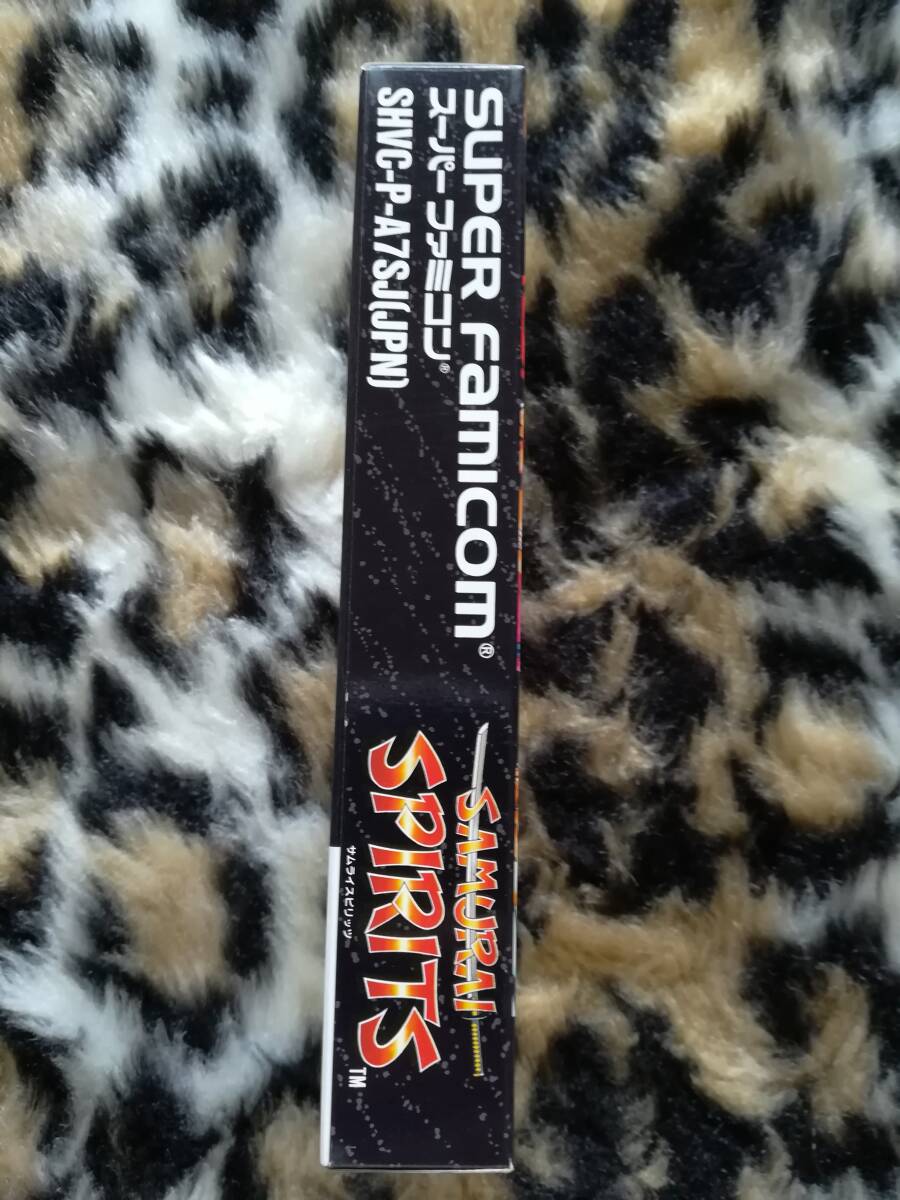 SUPER FamICOM®
スーパーファミコン®
SHVC-P-A7SJ(JPN)
SAMURAI
SPIRITS™
サムライスピリッツ